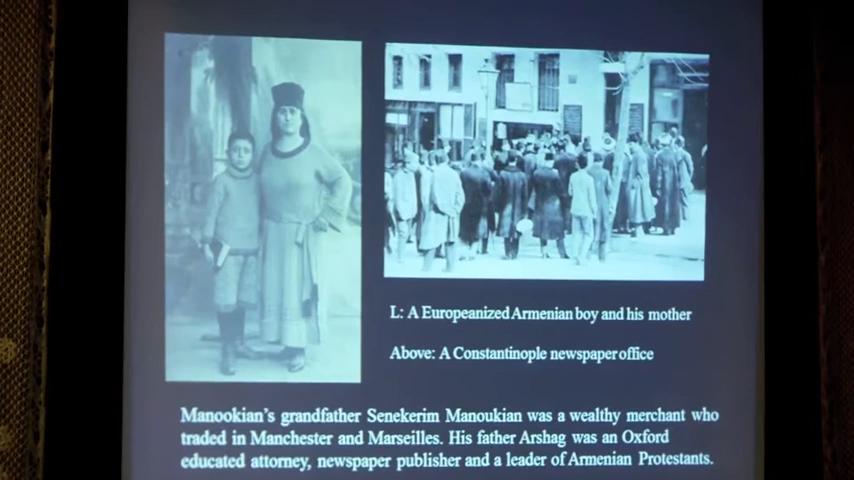 L: A Europeanized Armenian boy and his mother
Above: A Constantinople newspaper office
Manookian's grandfather Senekerim Manoukian was a wealthy merchant who
traded in Manchester and Marseilles. His father Arshag was an Oxford
educated attorney, newspaper publisher and a leader of Armenian Protestants.